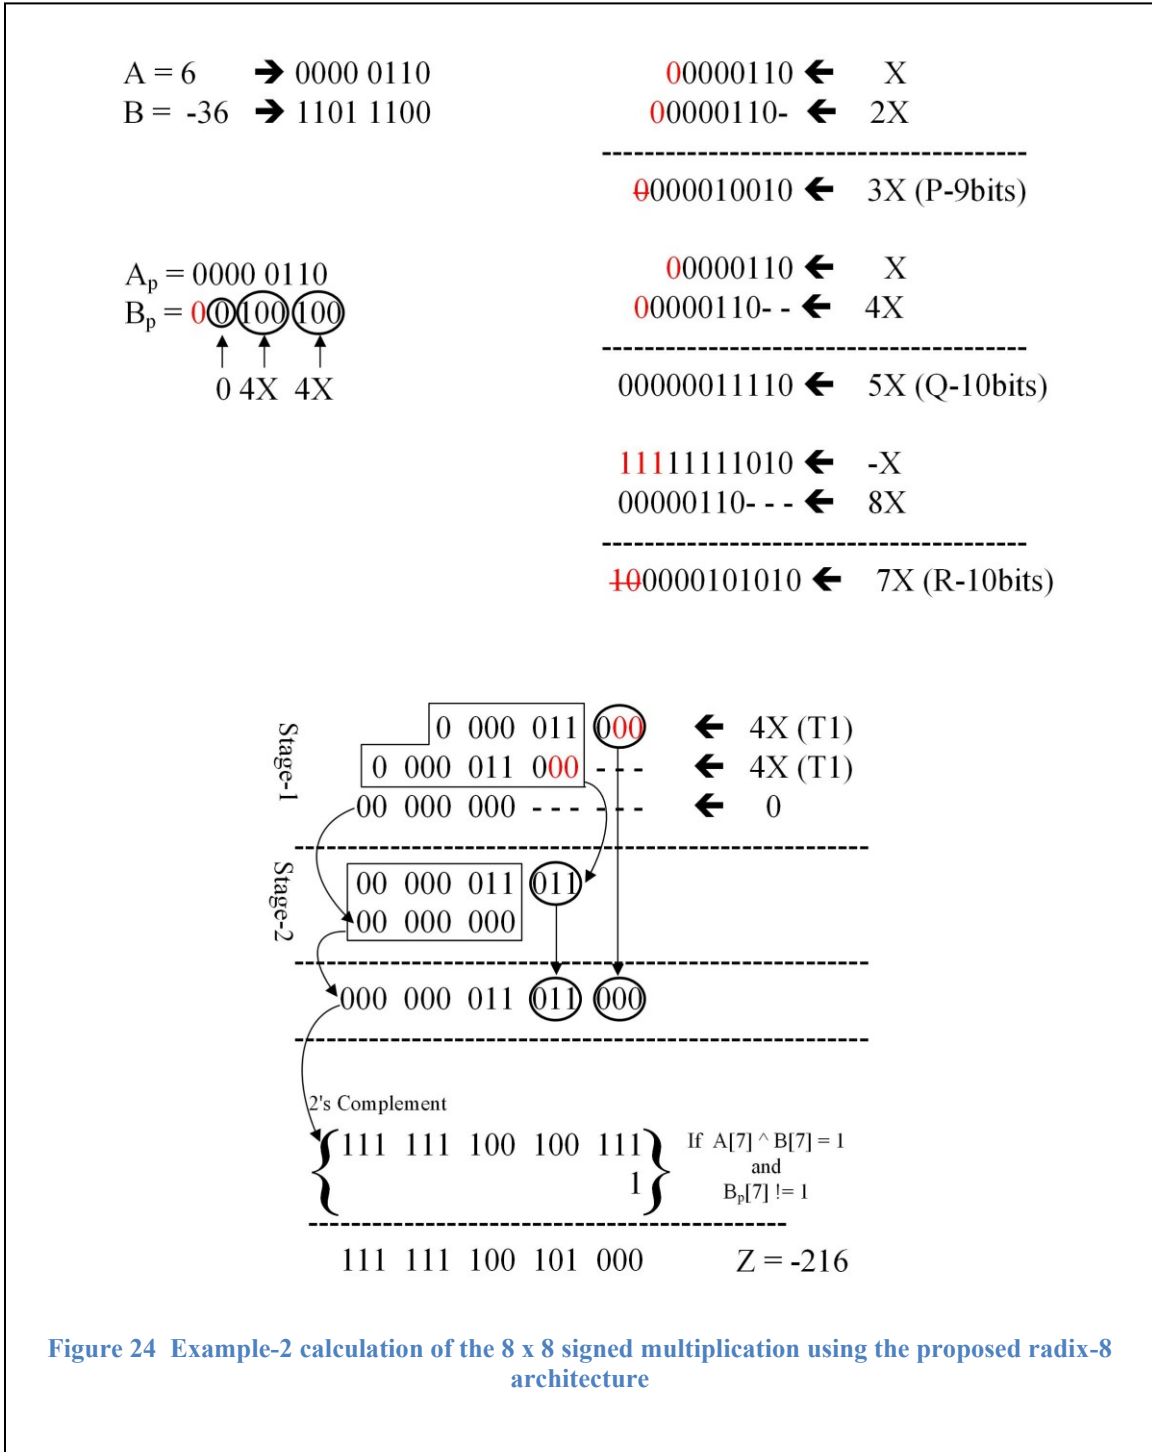 A = 6 ➔ 0000 0110
B = -36 ➔ 1101 1100
00000110 🡰 X
00000110- 🡰 2X
0000010010 🡰 3X (P-9bits)
Ap = 0000 0110
Bp = 00100100
0 4X 4X
00000110 🡰 X
00000110- - 🡰 4X
00000011110 🡰 5X (Q-10bits)
11111111010 🡰 -X
00000110- - - 🡰 8X
100000101010 🡰 7X (R-10bits)
Stage-1
0 000 011 000 🡰 4X (T1)
0 000 011 000 - - - 🡰 4X (T1)
00 000 000 - - - - - - 🡰 0
Stage-2
00 000 011 011
00 000 000
000 000 011 011 000
2's Complement
{111 111 100 100 111}
1
If A[7] ^ B[7] = 1
and
Bp[7] != 1
111 111 100 101 000 Z = -216
Figure 24 Example-2 calculation of the 8 x 8 signed multiplication using the proposed radix-8
architecture